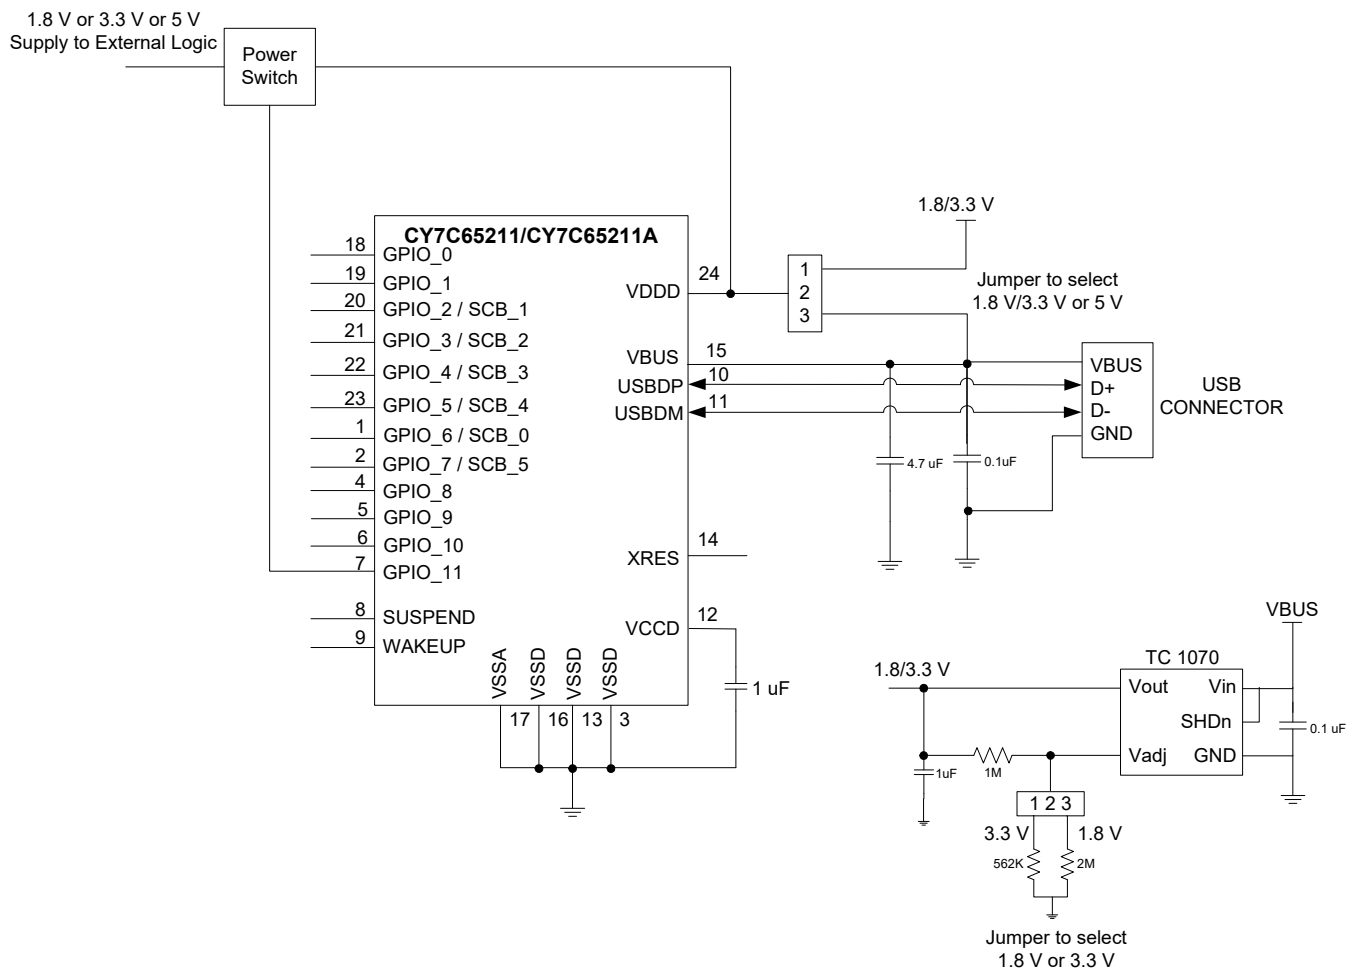 1.8 V or 3.3 V or 5 V
Supply to External Logic
Power
Switch
CY7C65211/CY7C65211A
18 GPIO_0
19 GPIO_1
20 GPIO_2 / SCB_1
21 GPIO_3 / SCB_2
22 GPIO_4 / SCB_3
23 GPIO_5 / SCB_4
1 GPIO_6 / SCB_0
2 GPIO_7 / SCB_5
4 GPIO_8
5 GPIO_9
6 GPIO_10
7 GPIO_11
8 SUSPEND
9 WAKEUP
VDDD 24
VBUS 15
USBDP 10
USBDM 11
XRES 14
VCCD 12
VSSA
VSSD
VSSD
VSSD
17 16 13 3
1 uF
1.8/3.3 V
1
2
3
Jumper to select
1.8 V/3.3 V or 5 V
VBUS
D+
D-
GND
USB
CONNECTOR
4.7 uF
0.1uF
VBUS
TC 1070
1.8/3.3 V
Vout Vin
SHDn
Vadj GND
0.1 uF
1uF
1M
1 2 3
3.3 V 1.8 V
562K 2M
Jumper to select
1.8 V or 3.3 V